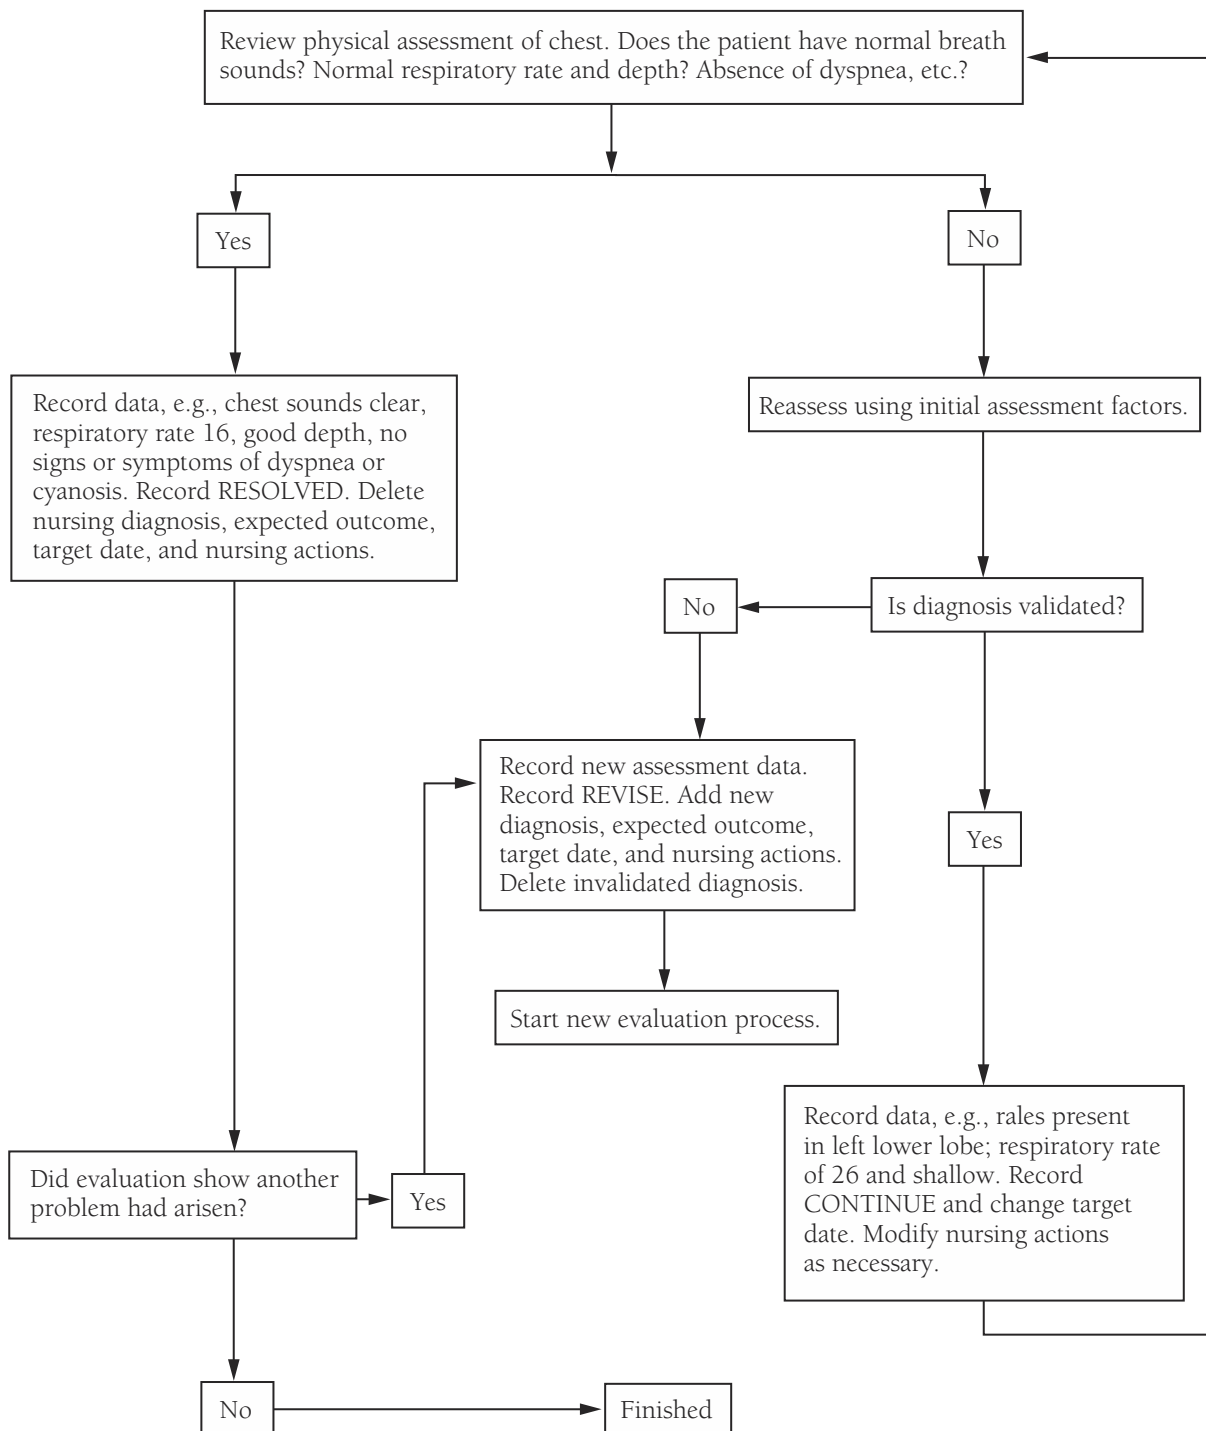 Review physical assessment of chest. Does the patient have normal breath
sounds? Normal respiratory rate and depth? Absence of dyspnea, etc.?
Yes
No
Record data, e.g., chest sounds clear,
respiratory rate 16, good depth, no
signs or symptoms of dyspnea or
cyanosis. Record RESOLVED. Delete
nursing diagnosis, expected outcome,
target date, and nursing actions.
Reassess using initial assessment factors.
No
Is diagnosis validated?
Record new assessment data.
Record REVISE. Add new
diagnosis, expected outcome,
target date, and nursing actions.
Delete invalidated diagnosis.
Yes
Start new evaluation process.
Record data, e.g., rales present
in left lower lobe; respiratory rate
of 26 and shallow. Record
CONTINUE and change target
date. Modify nursing actions
as necessary.
Did evaluation show another
problem had arisen?
Yes
No
Finished